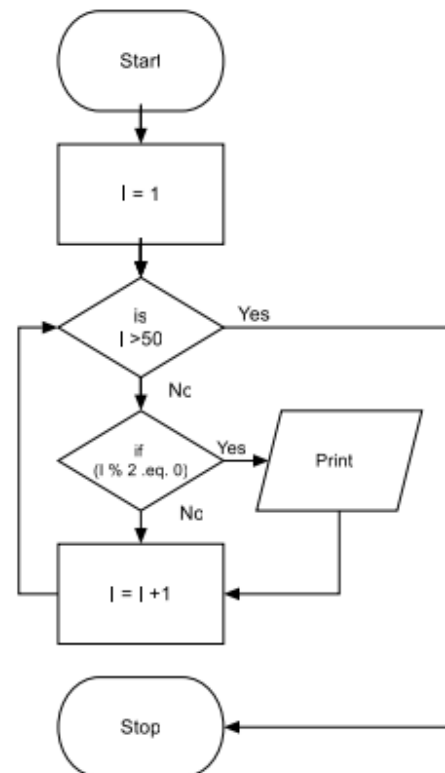 Start
I = 1
is
I >50
Yes
No
if
(I % 2 .eq. 0)
Yes
Print
No
I = I +1
Stop